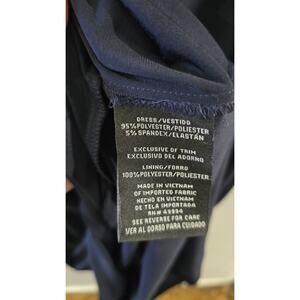 DRESS/VESTIDO
95%POLYESTER/POLIESTER
5% SPANDEX/ELASTÁN
EXCLUSIVE OF TRIM
EXCLUSIVO DEL ADORNO
LINING/FORRO
100%POLYESTER/POLIESTER
MADE IN VIETNAM
OF IMPORTED FABRIC
HECHO EN VIETNAM
DE TELA IMPORTADA
RN# 49994
SEE REVERSE FOR CARE
VER AL DORSO PARA CUIDADO